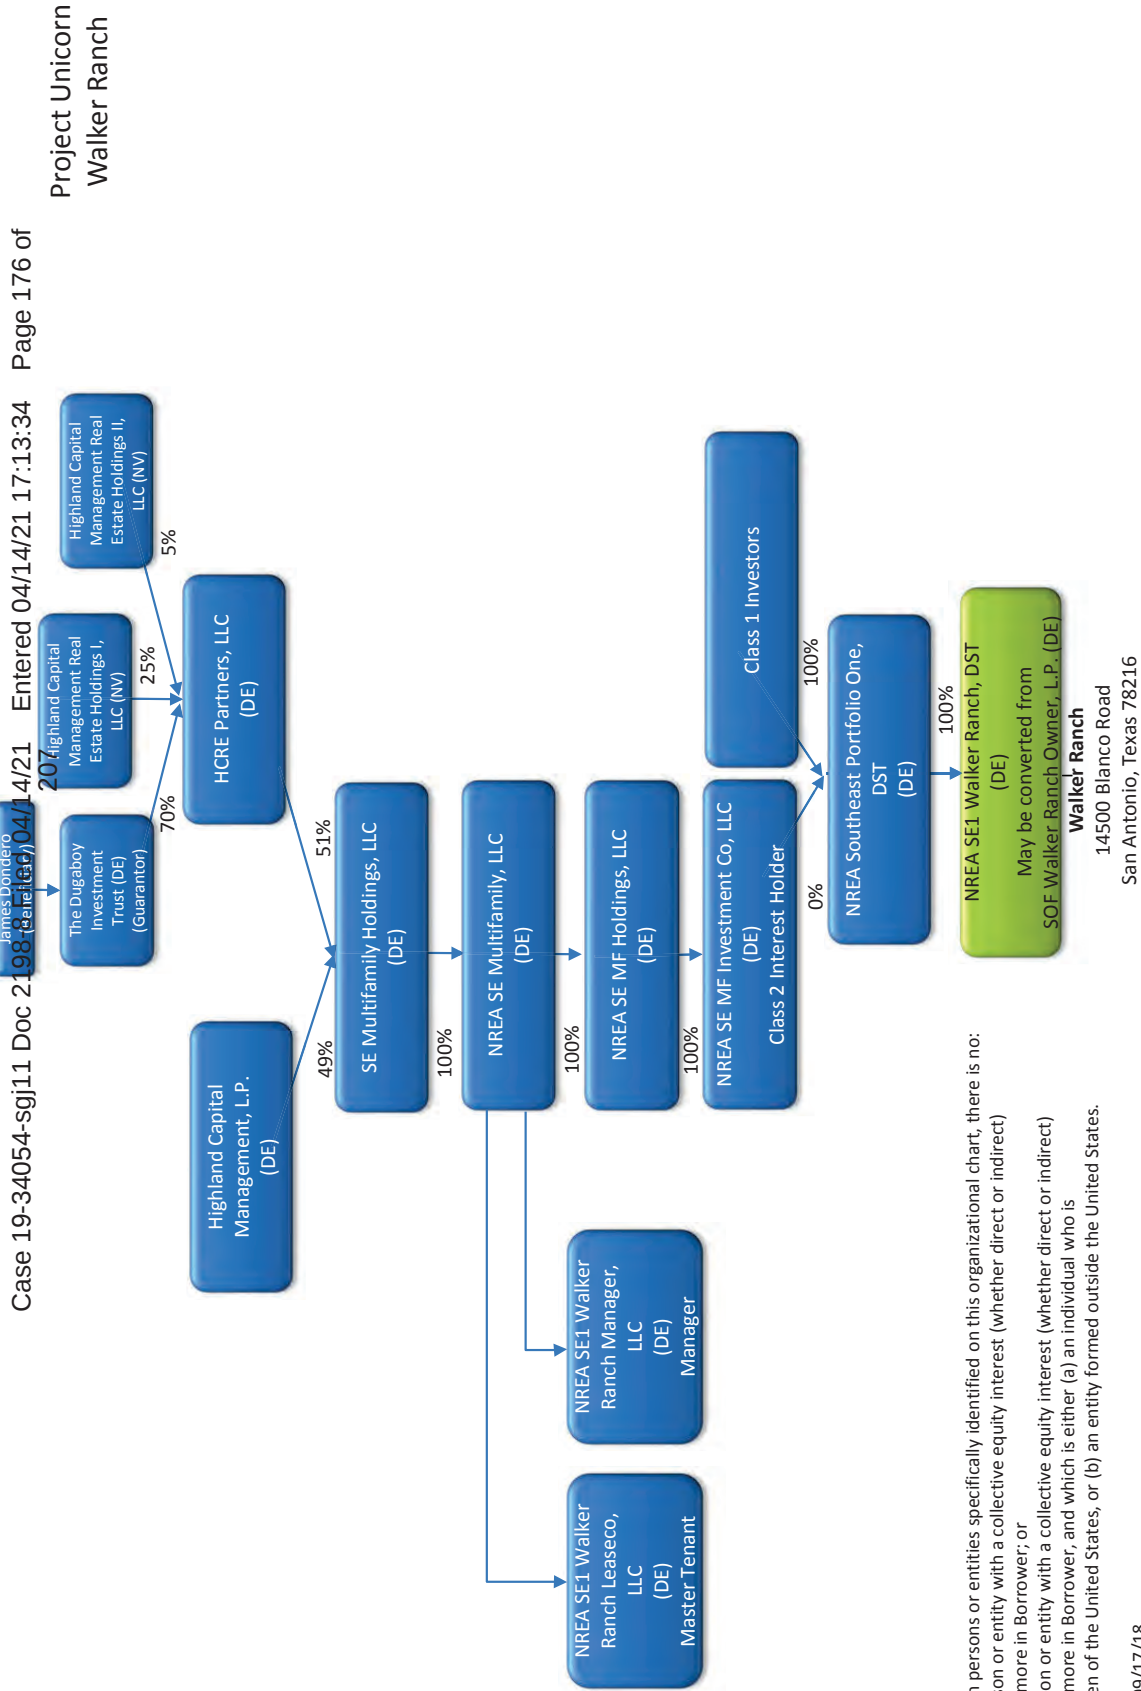 Case 19-34054-sgj11 Doc 2198-8 Filed 04/14/21 Entered 04/14/21 17:13:34 Page 176 of
207
Project Unicorn
Walker Ranch
James Dondero
(Beneficiary)
The Dugaboy
Investment
Trust (DE)
(Guarantor)
Highland Capital
Management Real
Estate Holdings I,
LLC (NV)
Highland Capital
Management Real
Estate Holdings II,
LLC (NV)
70%
25%
5%
Highland Capital
Management, L.P.
(DE)
HCRE Partners, LLC
(DE)
49%
51%
SE Multifamily Holdings, LLC
(DE)
100%
NREA SE Multifamily, LLC
(DE)
100%
NREA SE1 Walker
Ranch Leaseco,
LLC
(DE)
Master Tenant
NREA SE1 Walker
Ranch Manager,
LLC
(DE)
Manager
NREA SE MF Holdings, LLC
(DE)
100%
NREA SE MF Investment Co, LLC
(DE)
Class 2 Interest Holder
Class 1 Investors
0%
100%
NREA Southeast Portfolio One,
DST
(DE)
100%
NREA SE1 Walker Ranch, DST
(DE)
May be converted from
SOF Walker Ranch Owner, L.P. (DE)
Walker Ranch
14500 Blanco Road
San Antonio, Texas 78216
persons or entities specifically identified on this organizational chart, there is no:
son or entity with a collective equity interest (whether direct or indirect)
more in Borrower; or
on or entity with a collective equity interest (whether direct or indirect)
more in Borrower, and which is either (a) an individual who is
en of the United States, or (b) an entity formed outside the United States.
09/17/18